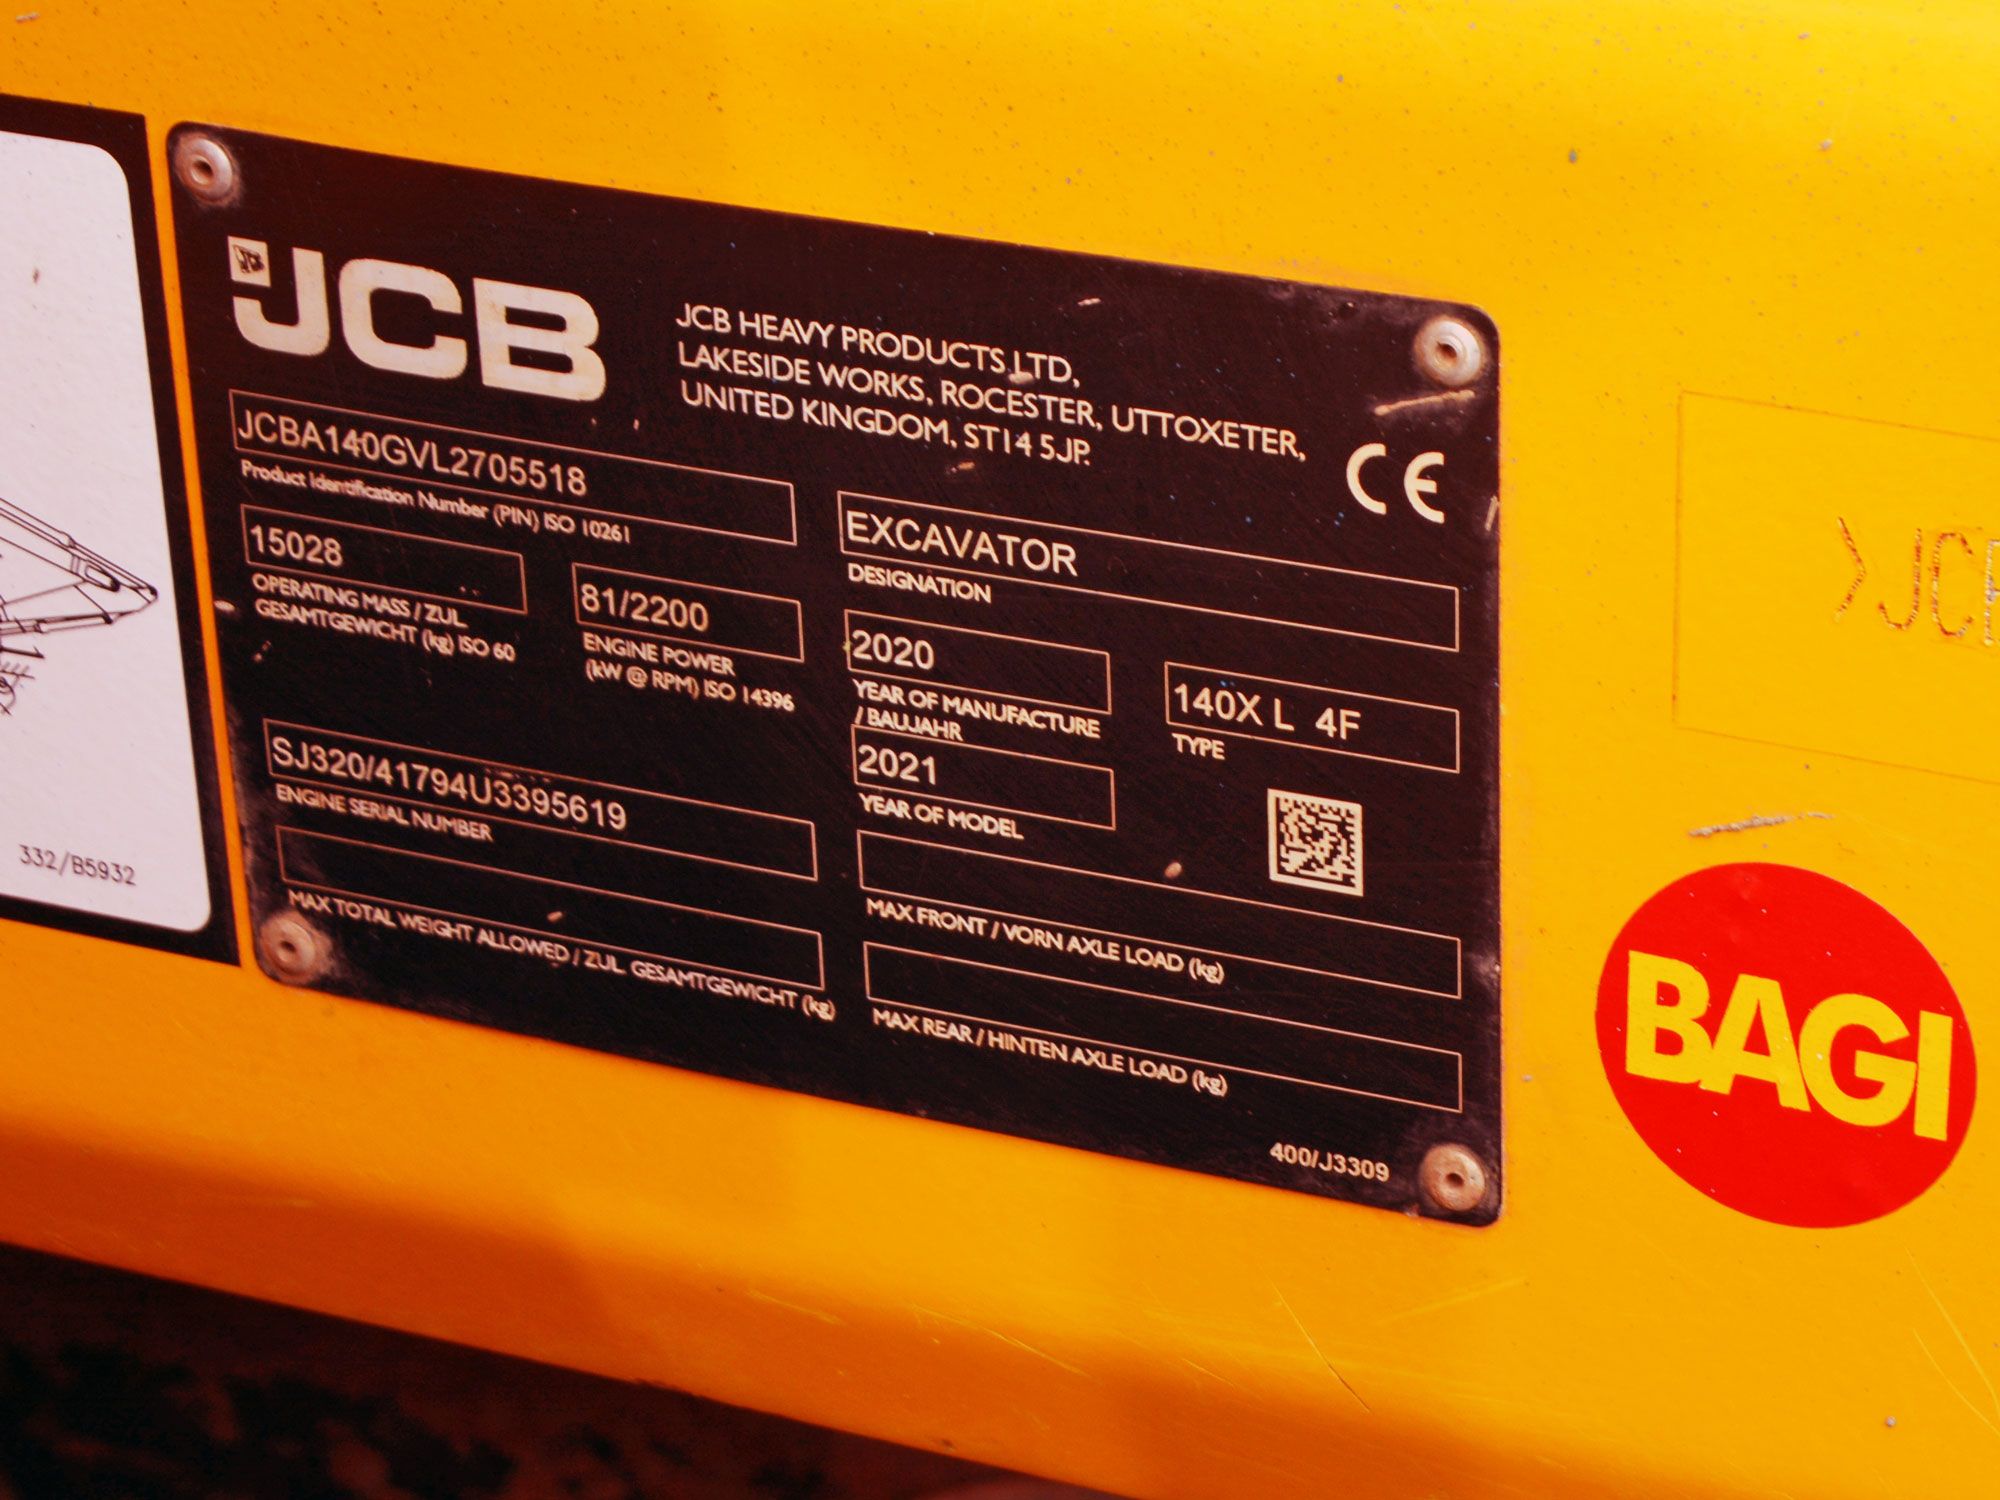 JCB
JCB HEAVY PRODUCTS LTD,
LAKESIDE WORKS, ROCESTER, UTTOXETER,
UNITED KINGDOM, ST14 5JP.
CE
JCBA140GVL2705518
Product Identification Number (PIN) ISO 10261
EXCAVATOR
DESIGNATION
15028
OPERATING MASS / ZUL
GESAMTGEWICHT (kg) ISO 60
81/2200
ENGINE POWER
(kW @ RPM) ISO 14396
2020
YEAR OF MANUFACTURE
/ BAUJAHR
140X L 4F
TYPE
SJ320/41794U3395619
ENGINE SERIAL NUMBER
2021
YEAR OF MODEL
MAX TOTAL WEIGHT ALLOWED / ZUL GESAMTGEWICHT (kg)
MAX FRONT / VORN AXLE LOAD (kg)
MAX REAR / HINTEN AXLE LOAD (kg)
400/J3309
332/B5932
BAGI